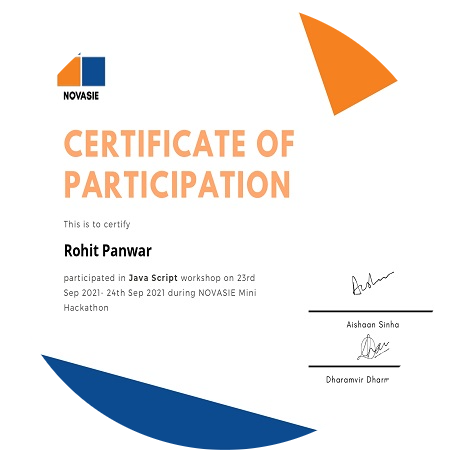 NOVASIE
CERTIFICATE OF
PARTICIPATION
This is to certify
Rohit Panwar
participated in Java Script workshop on 23rd
Sep 2021- 24th Sep 2021 during NOVASIE Mini
Hackathon
Aishaan Sinha
Dharamvir Dharm